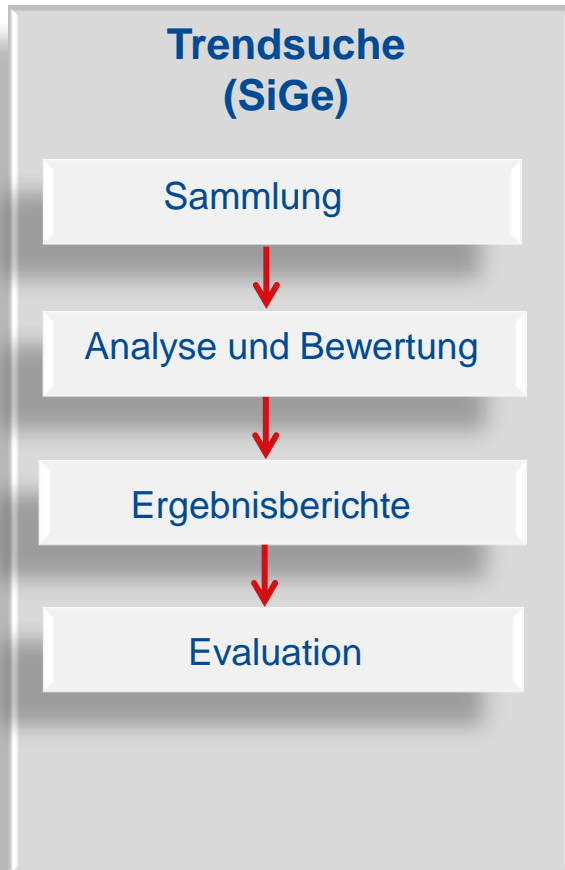 Trendsuche
(SiGe)
Sammlung
Analyse und Bewertung
Ergebnisberichte
Evaluation